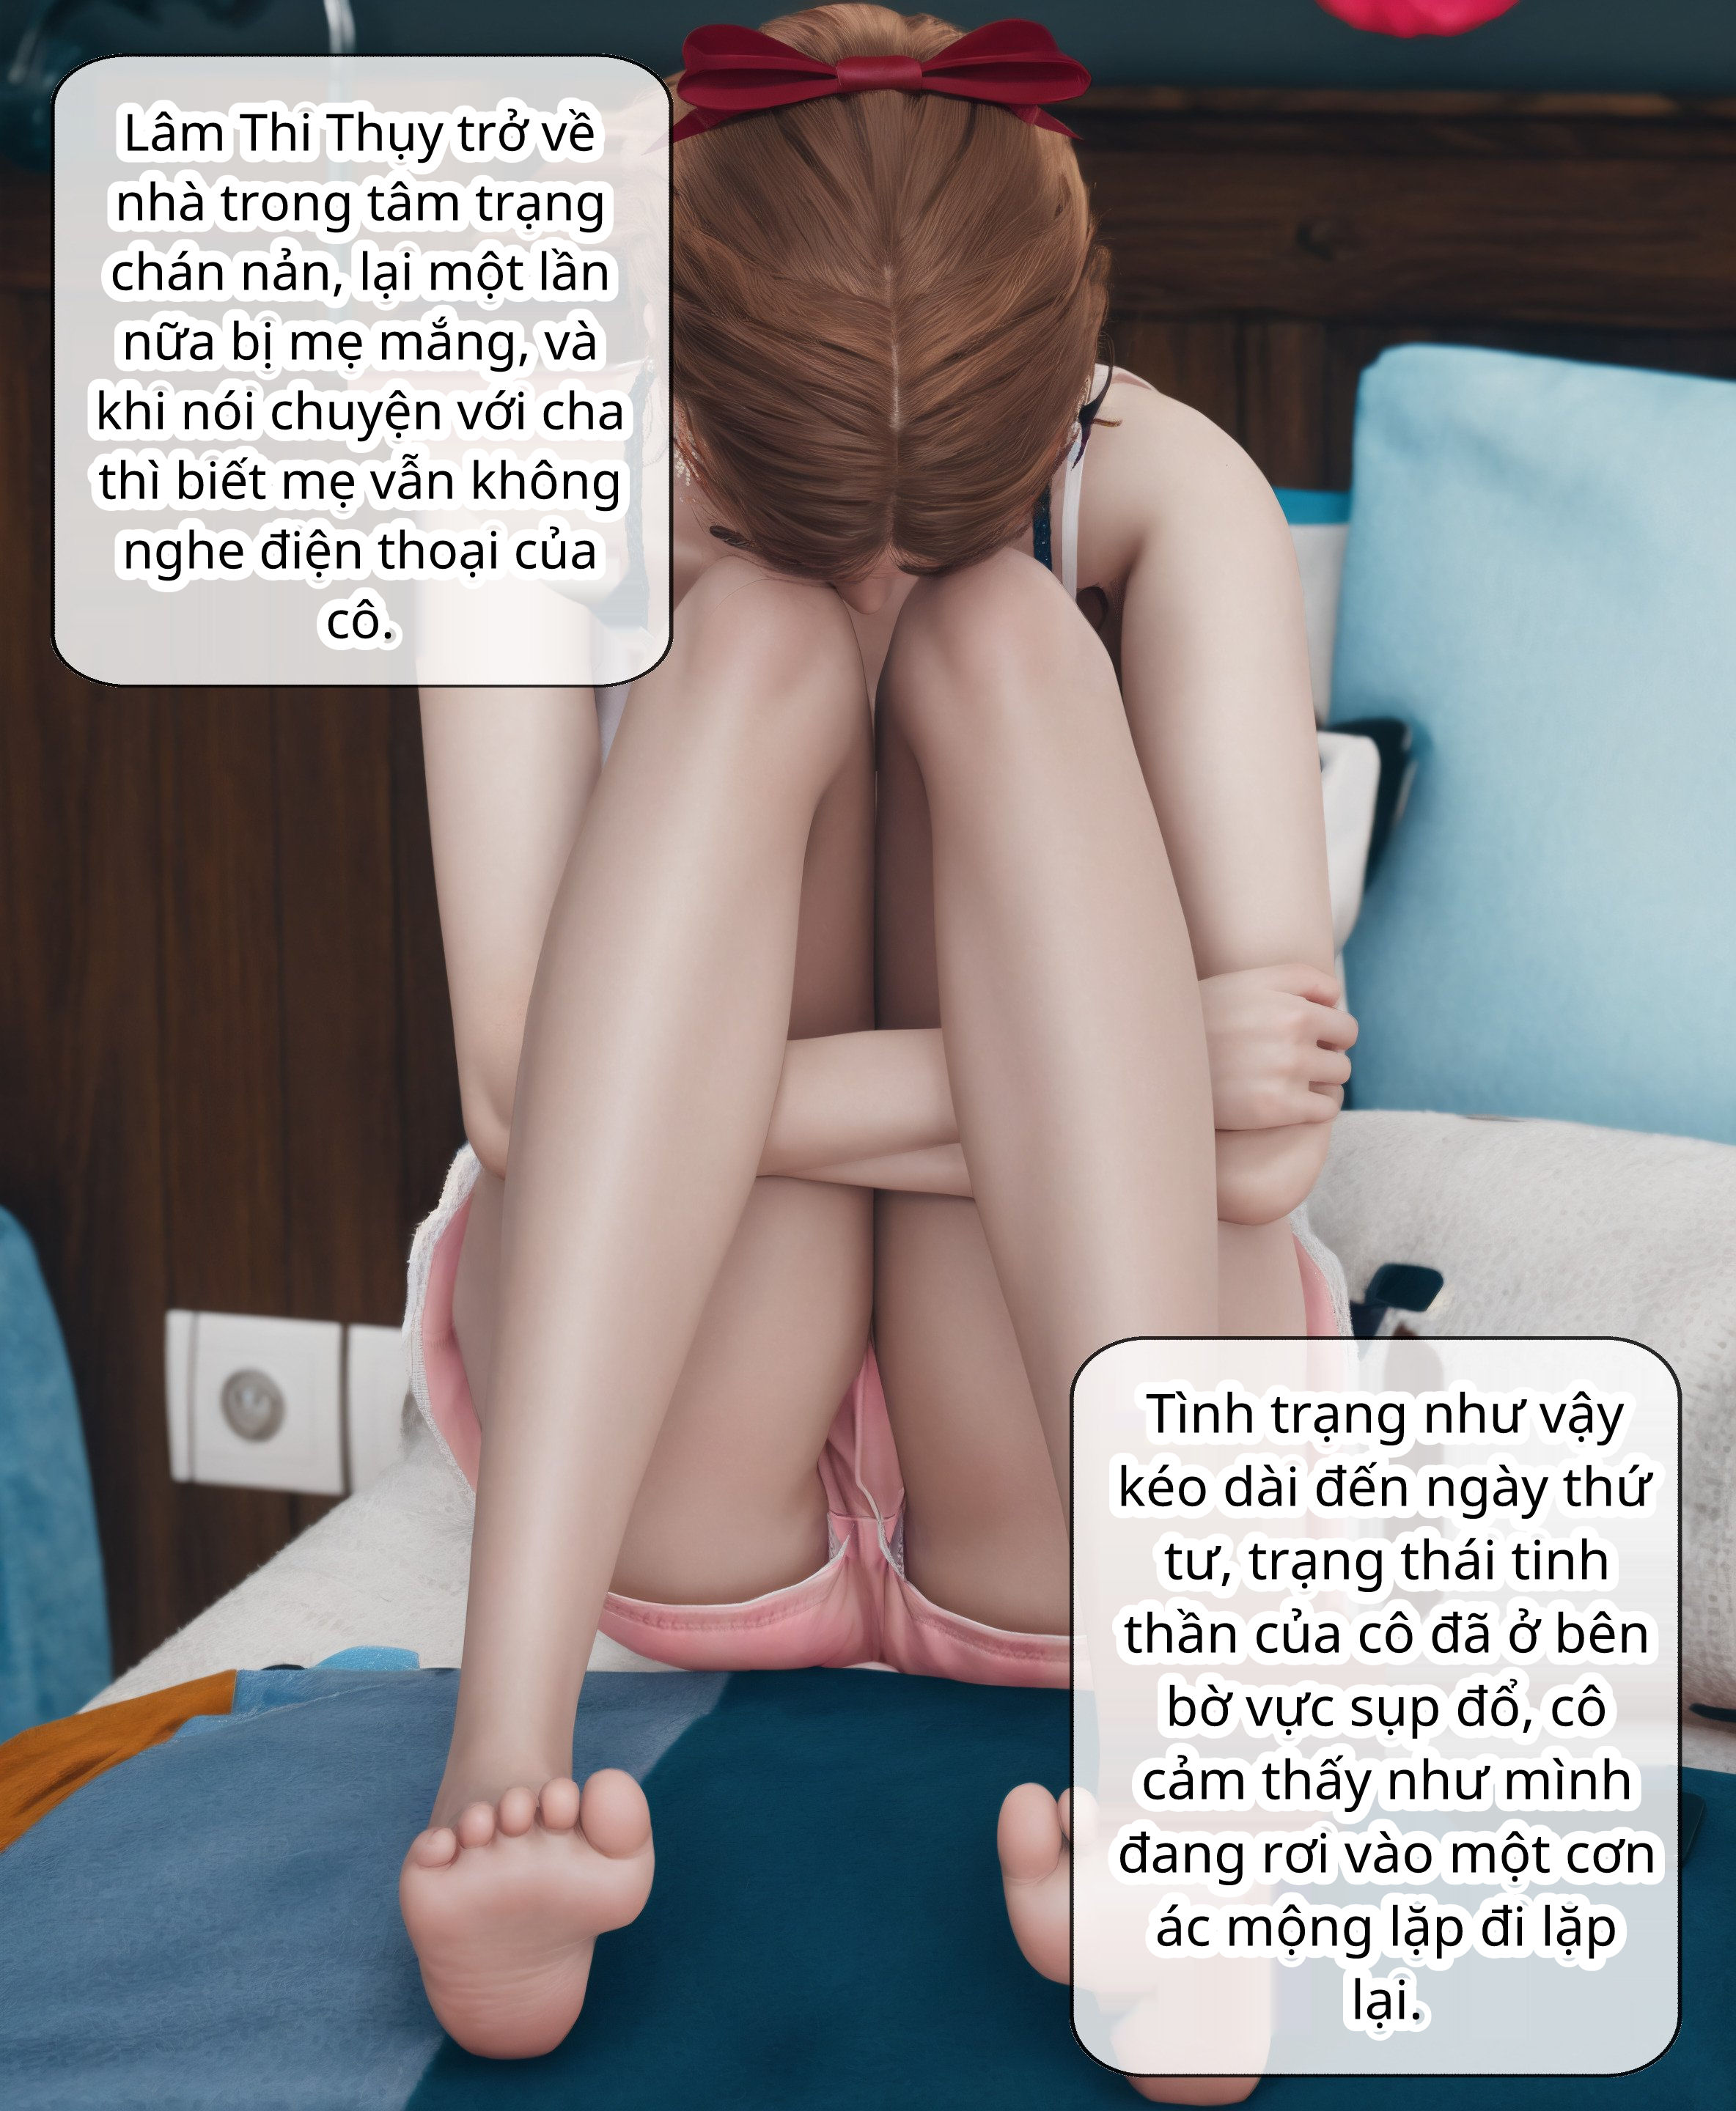 Lâm Thi Thụy trở về
nhà trong tâm trạng
chán nản, lại một lần
nữa bị mẹ mắng, và
khi nói chuyện với cha
thì biết mẹ vẫn không
nghe điện thoại của
cô.
Tình trạng như vậy
kéo dài đến ngày thứ
tư, trạng thái tinh
thần của cô đã ở bên
bờ vực sụp đổ, cô
cảm thấy như mình
đang rơi vào một cơn
ác mộng lặp đi lặp
lại.